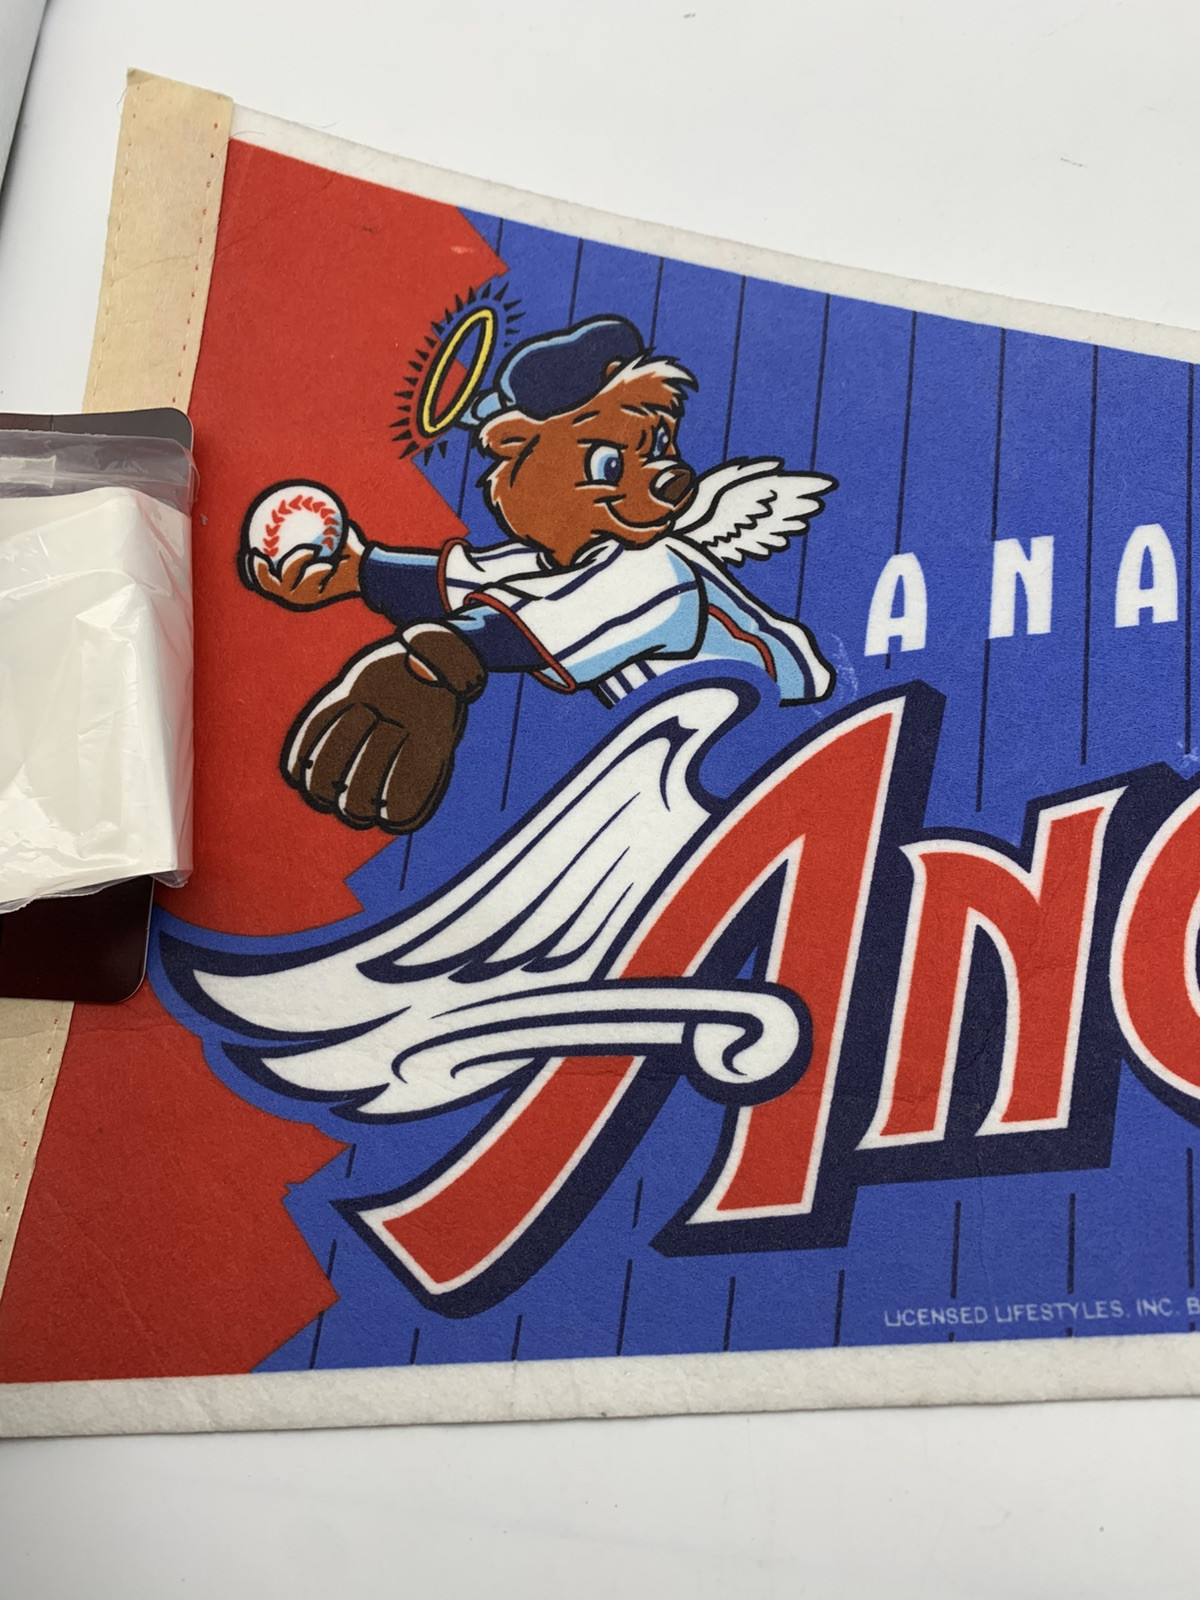 ANA
ANG
LICENSED LIFESTYLES, INC.